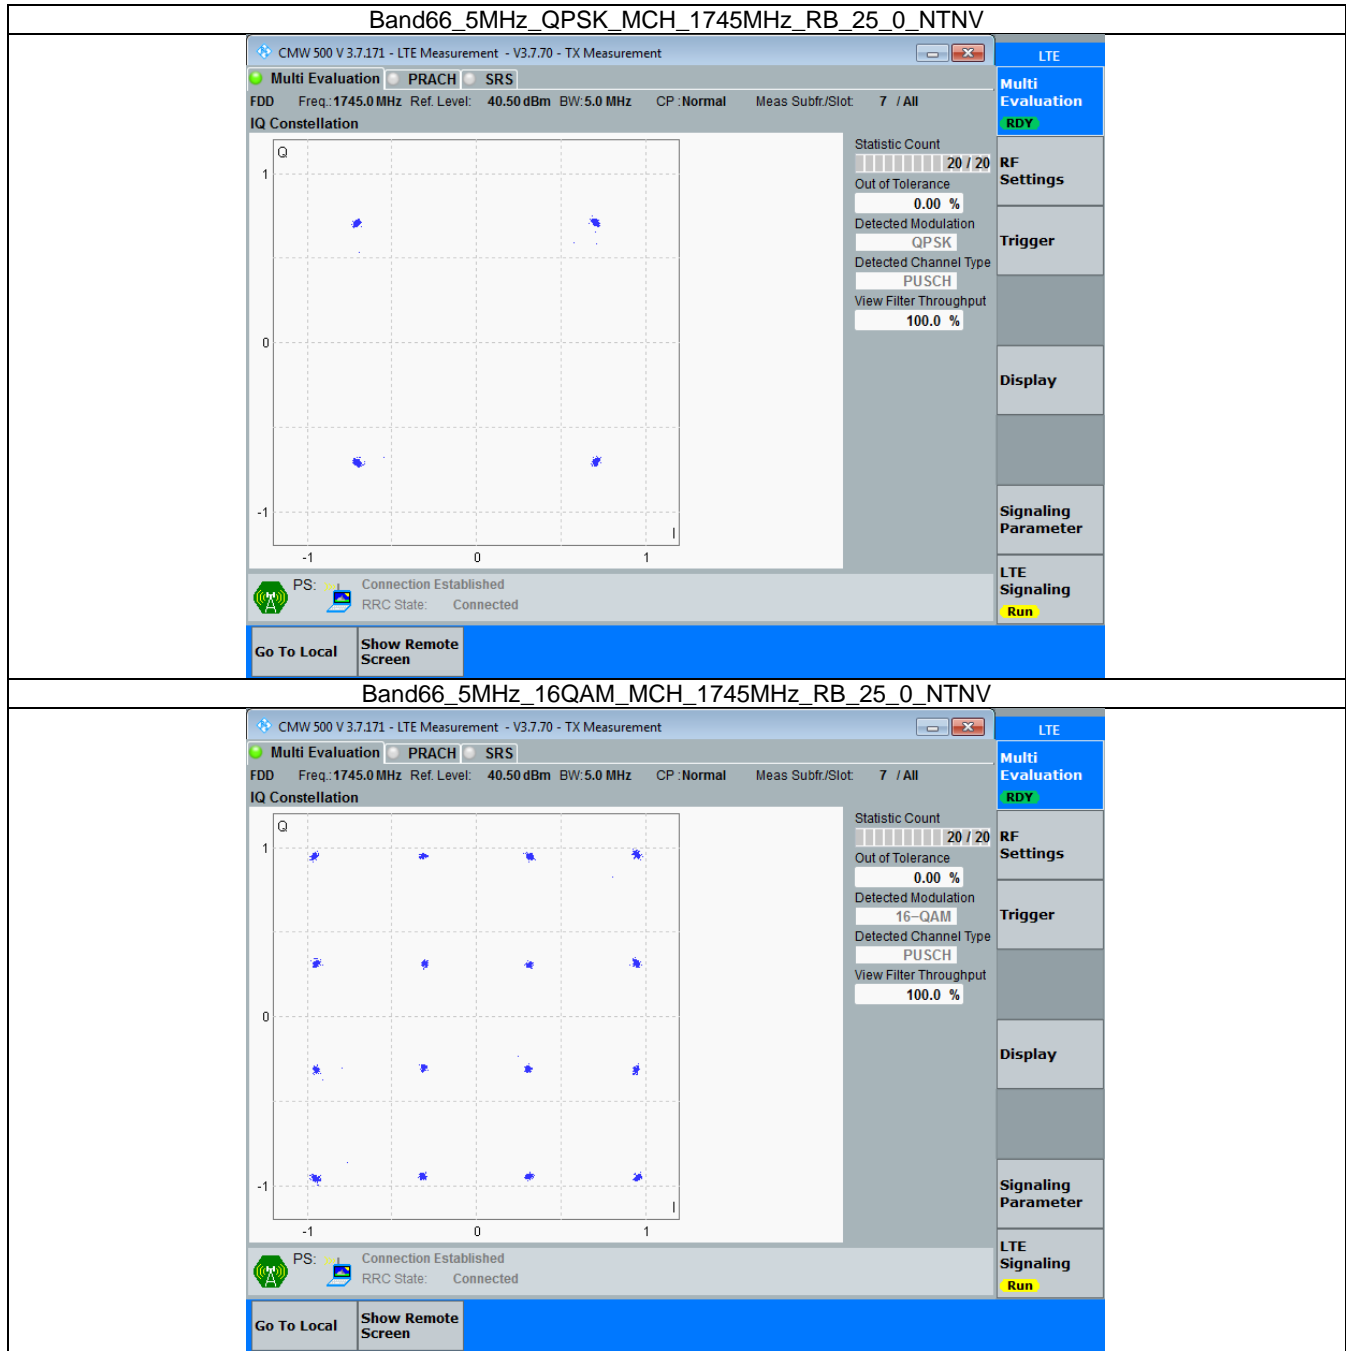 Band66_5MHz_QPSK_MCH_1745MHz_RB_25_0_NTNV
CMW 500 V 3.7.171 - LTE Measurement - V3.7.70 - TX Measurement
LTE
Multi Evaluation PRACH SRS
FDD Freq.: 1745.0 MHz Ref. Level: 40.50 dBm BW: 5.0 MHz CP : Normal Meas Subfr./Slot: 7 / All
IQ Constellation
Multi
Evaluation
RDY
Q
1
0
-1
-1 0 1
I
Statistic Count
20 / 20
Out of Tolerance
0.00 %
Detected Modulation
QPSK
Detected Channel Type
PUSCH
View Filter Throughput
100.0 %
RF
Settings
Trigger
Display
Signaling
Parameter
LTE
Signaling
Run
PS: Connection Established
RRC State: Connected
Go To Local
Show Remote
Screen
Band66_5MHz_16QAM_MCH_1745MHz_RB_25_0_NTNV
CMW 500 V 3.7.171 - LTE Measurement - V3.7.70 - TX Measurement
LTE
Multi Evaluation PRACH SRS
FDD Freq.: 1745.0 MHz Ref. Level: 40.50 dBm BW: 5.0 MHz CP : Normal Meas Subfr./Slot: 7 / All
IQ Constellation
Multi
Evaluation
RDY
Q
1
0
-1
-1 0 1
I
Statistic Count
20 / 20
Out of Tolerance
0.00 %
Detected Modulation
16-QAM
Detected Channel Type
PUSCH
View Filter Throughput
100.0 %
RF
Settings
Trigger
Display
Signaling
Parameter
LTE
Signaling
Run
PS: Connection Established
RRC State: Connected
Go To Local
Show Remote
Screen